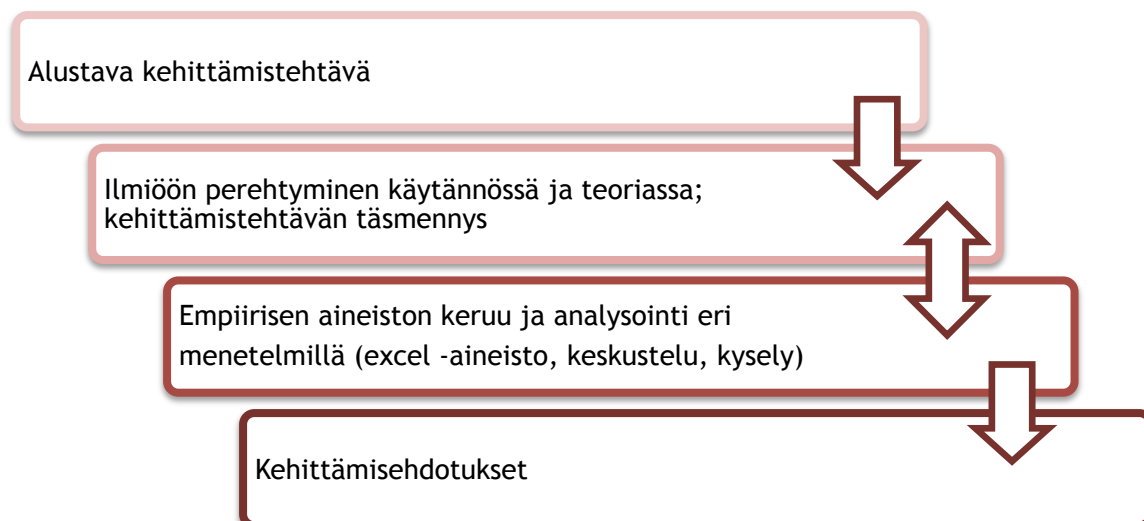 Alustava kehittämistehtävä
Ilmiöön perehtyminen käytännössä ja teoriassa;
kehittämistehtävän täsmennys
Empiirisen aineiston keruu ja analysointi eri
menetelmillä (excel -aineisto, keskustelu, kysely)
Kehittämisehdotukset